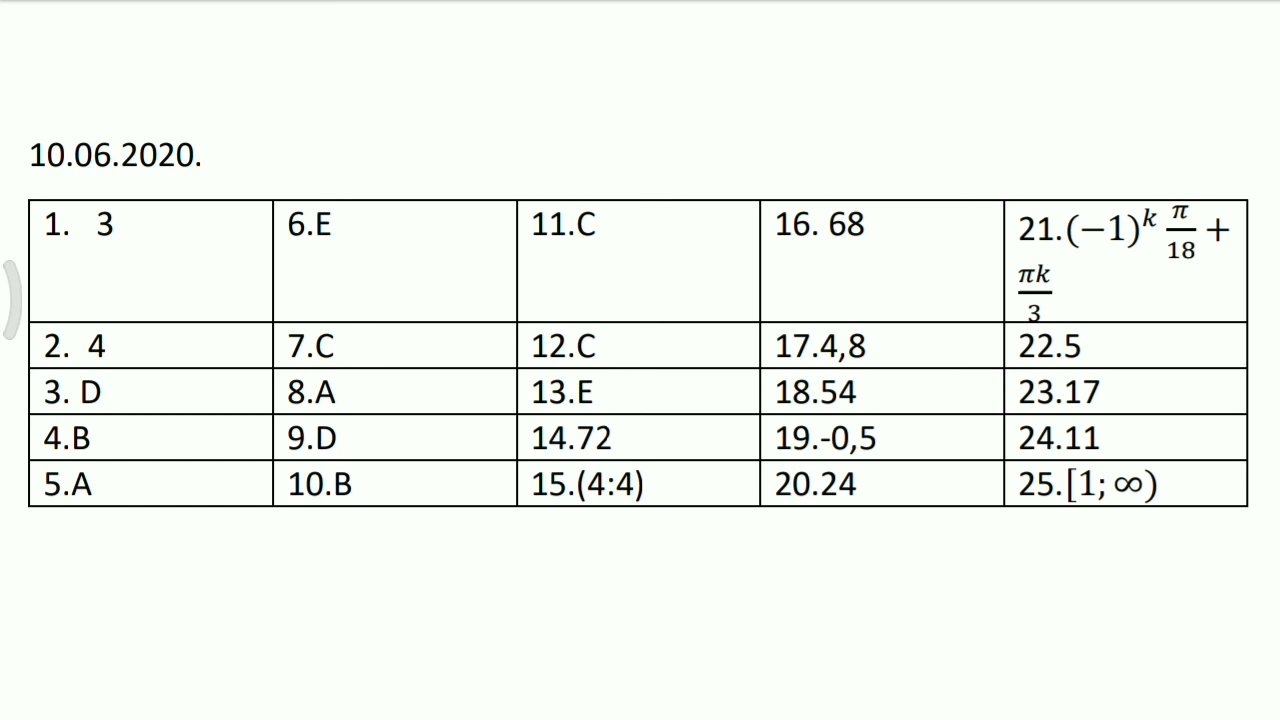 10.06.2020.
1. 3 6.E 11.C 16. 68 21.(−1)^k π/18 +
πk/3
2. 4 7.C 12.C 17.4,8 22.5
3. D 8.A 13.E 18.54 23.17
4.B 9.D 14.72 19.-0,5 24.11
5.A 10.B 15.(4:4) 20.24 25.[1; ∞)